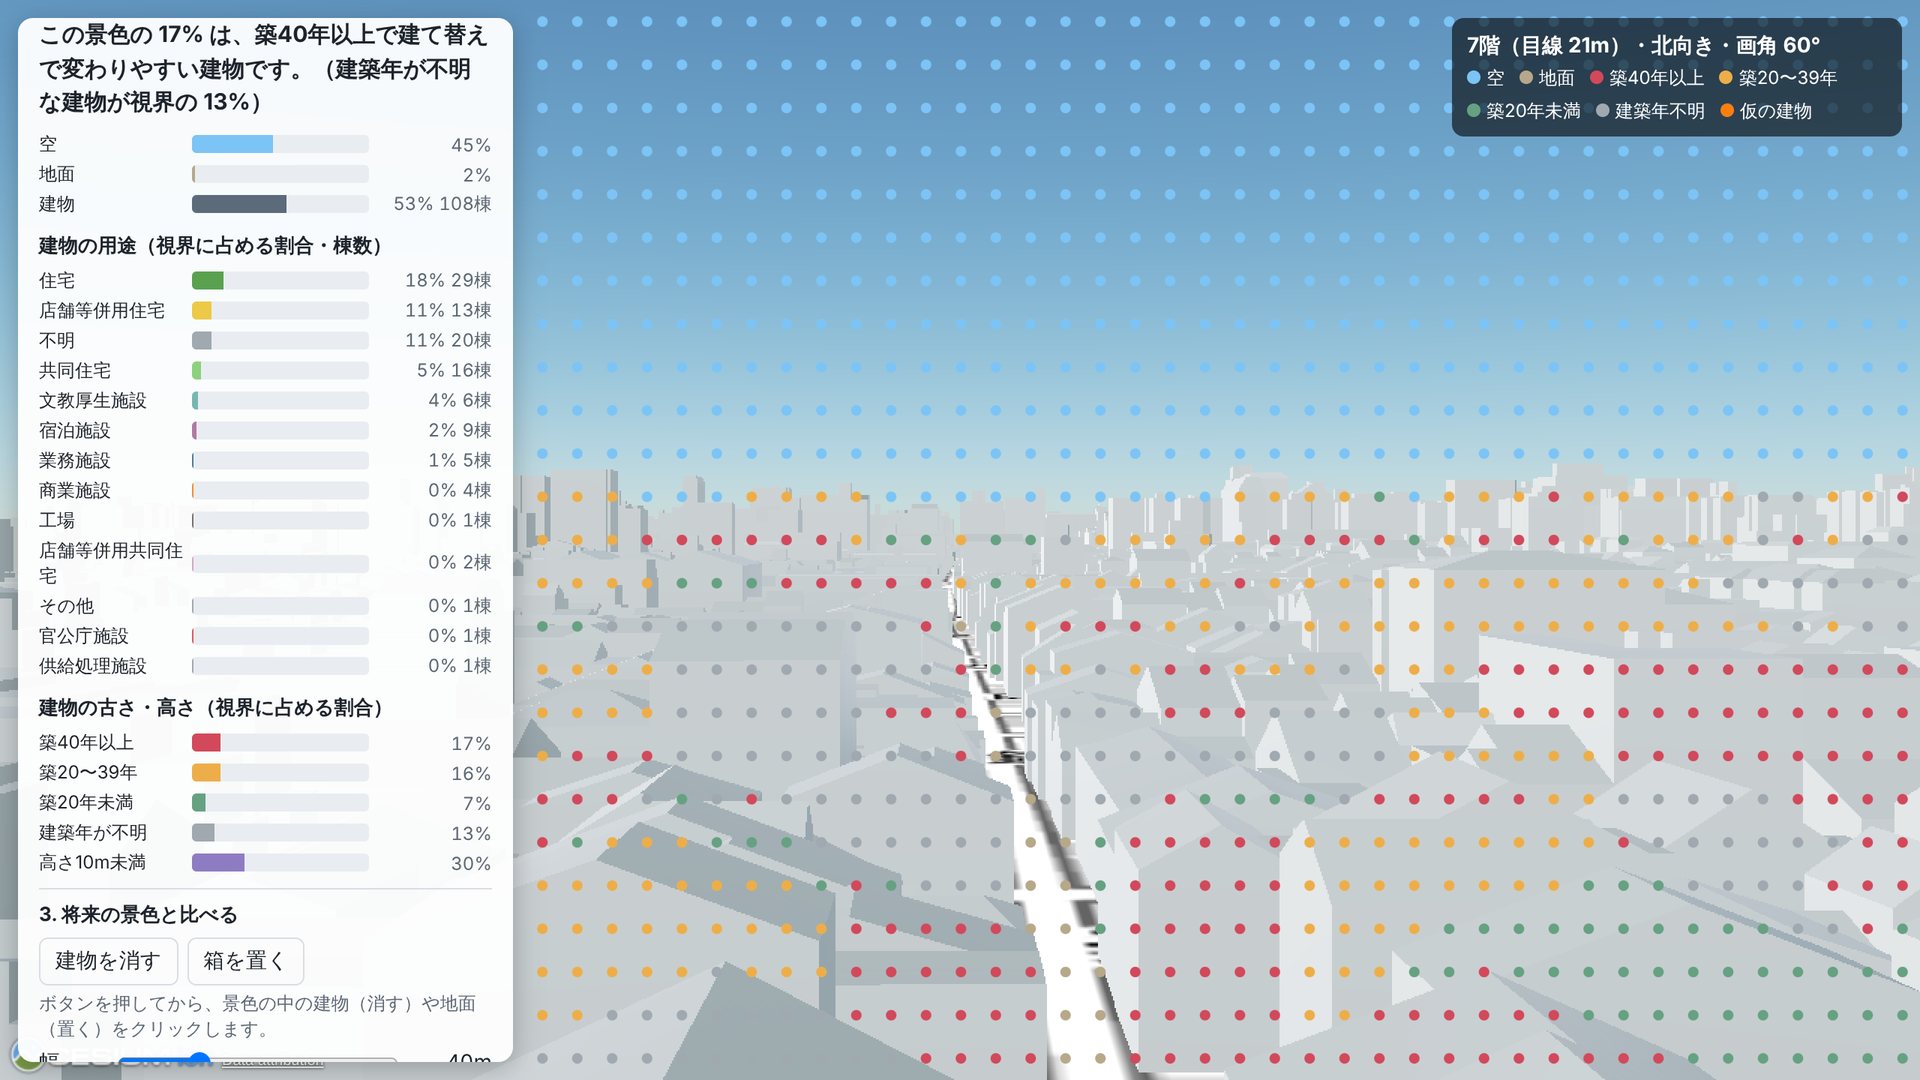 この景色の 17% は、築40年以上で建て替え
で変わりやすい建物です。（建築年が不明
な建物が視界の 13%）
空 45%
地面 2%
建物 53% 108棟
建物の用途（視界に占める割合・棟数）
住宅 18% 29棟
店舗等併用住宅 11% 13棟
不明 11% 20棟
共同住宅 5% 16棟
文教厚生施設 4% 6棟
宿泊施設 2% 9棟
業務施設 1% 5棟
商業施設 0% 4棟
工場 0% 1棟
店舗等併用共同住
宅 0% 2棟
その他 0% 1棟
官公庁施設 0% 1棟
供給処理施設 0% 1棟
建物の古さ・高さ（視界に占める割合）
築40年以上 17%
築20〜39年 16%
築20年未満 7%
建築年が不明 13%
高さ10m未満 30%
3. 将来の景色と比べる
建物を消す 箱を置く
ボタンを押してから、景色の中の建物（消す）や地面
（置く）をクリックします。
幅 40m
Data attribution
7階（目線 21m）・北向き・画角 60°
空 地面 築40年以上 築20〜39年
築20年未満 建築年不明 仮の建物